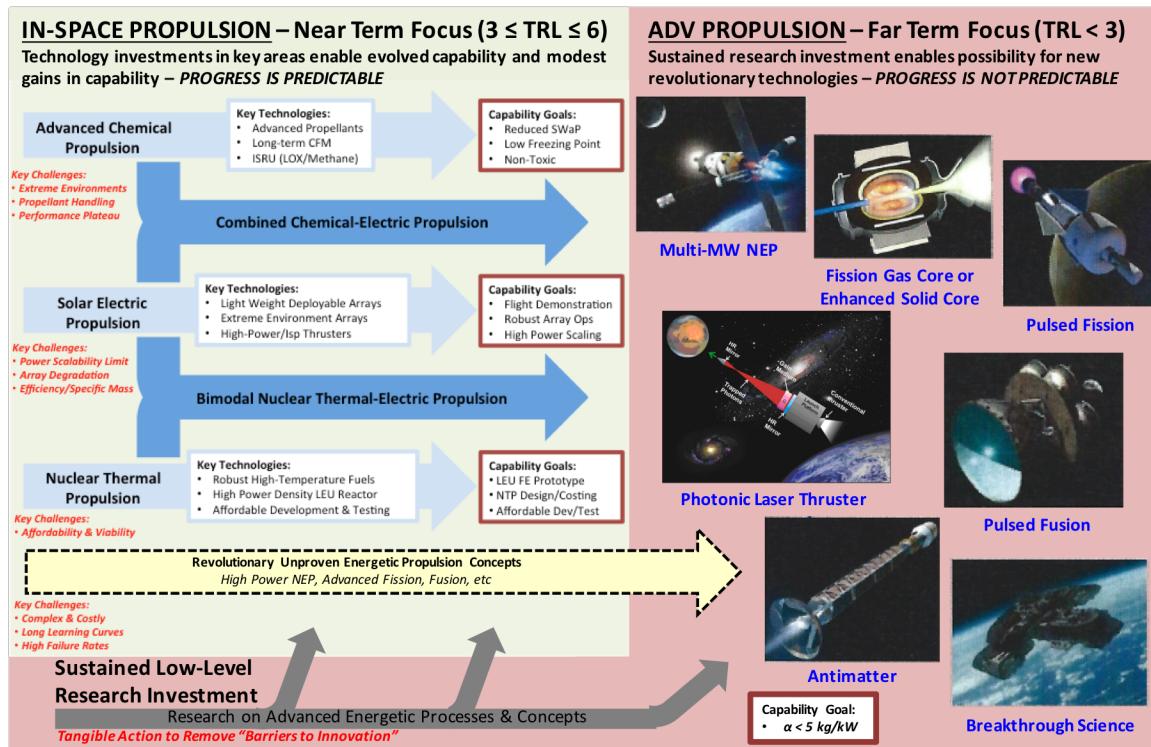 IN-SPACE PROPULSION – Near Term Focus (3 ≤ TRL ≤ 6)
Technology investments in key areas enable evolved capability and modest
gains in capability – PROGRESS IS PREDICTABLE
Advanced Chemical
Propulsion
Key Technologies:
• Advanced Propellants
• Long-term CFM
• ISRU (LOX/Methane)
Capability Goals:
• Reduced SWaP
• Low Freezing Point
• Non-Toxic
Key Challenges:
• Extreme Environments
• Propellant Handling
• Performance Plateau
Combined Chemical-Electric Propulsion
Solar Electric
Propulsion
Key Technologies:
• Light Weight Deployable Arrays
• Extreme Environment Arrays
• High-Power/Isp Thrusters
Capability Goals:
• Flight Demonstration
• Robust Array Ops
• High Power Scaling
Key Challenges:
• Power Scalability Limit
• Array Degradation
• Efficiency/Specific Mass
Bimodal Nuclear Thermal-Electric Propulsion
Nuclear Thermal
Propulsion
Key Technologies:
• Robust High-Temperature Fuels
• High Power Density LEU Reactor
• Affordable Development & Testing
Capability Goals:
• LEU FE Prototype
• NTP Design/Costing
• Affordable Dev/Test
Key Challenges:
• Affordability & Viability
Revolutionary Unproven Energetic Propulsion Concepts
High Power NEP, Advanced Fission, Fusion, etc
Key Challenges:
• Complex & Costly
• Long Learning Curves
• High Failure Rates
Sustained Low-Level
Research Investment
Research on Advanced Energetic Processes & Concepts
Tangible Action to Remove “Barriers to Innovation”
ADV PROPULSION – Far Term Focus (TRL < 3)
Sustained research investment enables possibility for new
revolutionary technologies – PROGRESS IS NOT PREDICTABLE
Multi-MW NEP
Fission Gas Core or
Enhanced Solid Core
Pulsed Fission
HR
Mirror
Trapped
Photons
HR
Mirror
Launch
Platform
Conventional
Thruster
Photonic Laser Thruster
Pulsed Fusion
Antimatter
Breakthrough Science
Capability Goal:
• α < 5 kg/kW